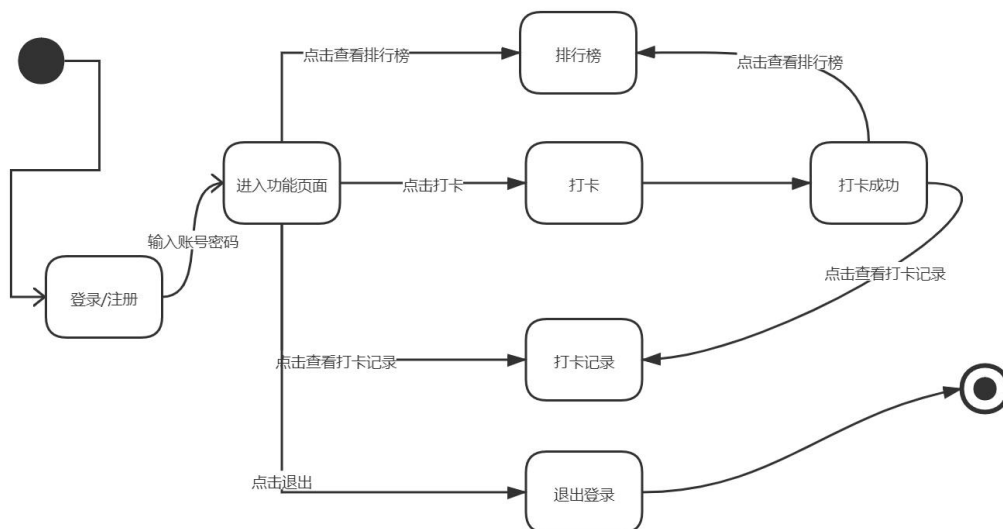 点击查看排行榜
排行榜
点击查看排行榜
进入功能页面
点击打卡
打卡
打卡成功
输入账号密码
登录/注册
点击查看打卡记录
点击查看打卡记录
打卡记录
点击退出
退出登录